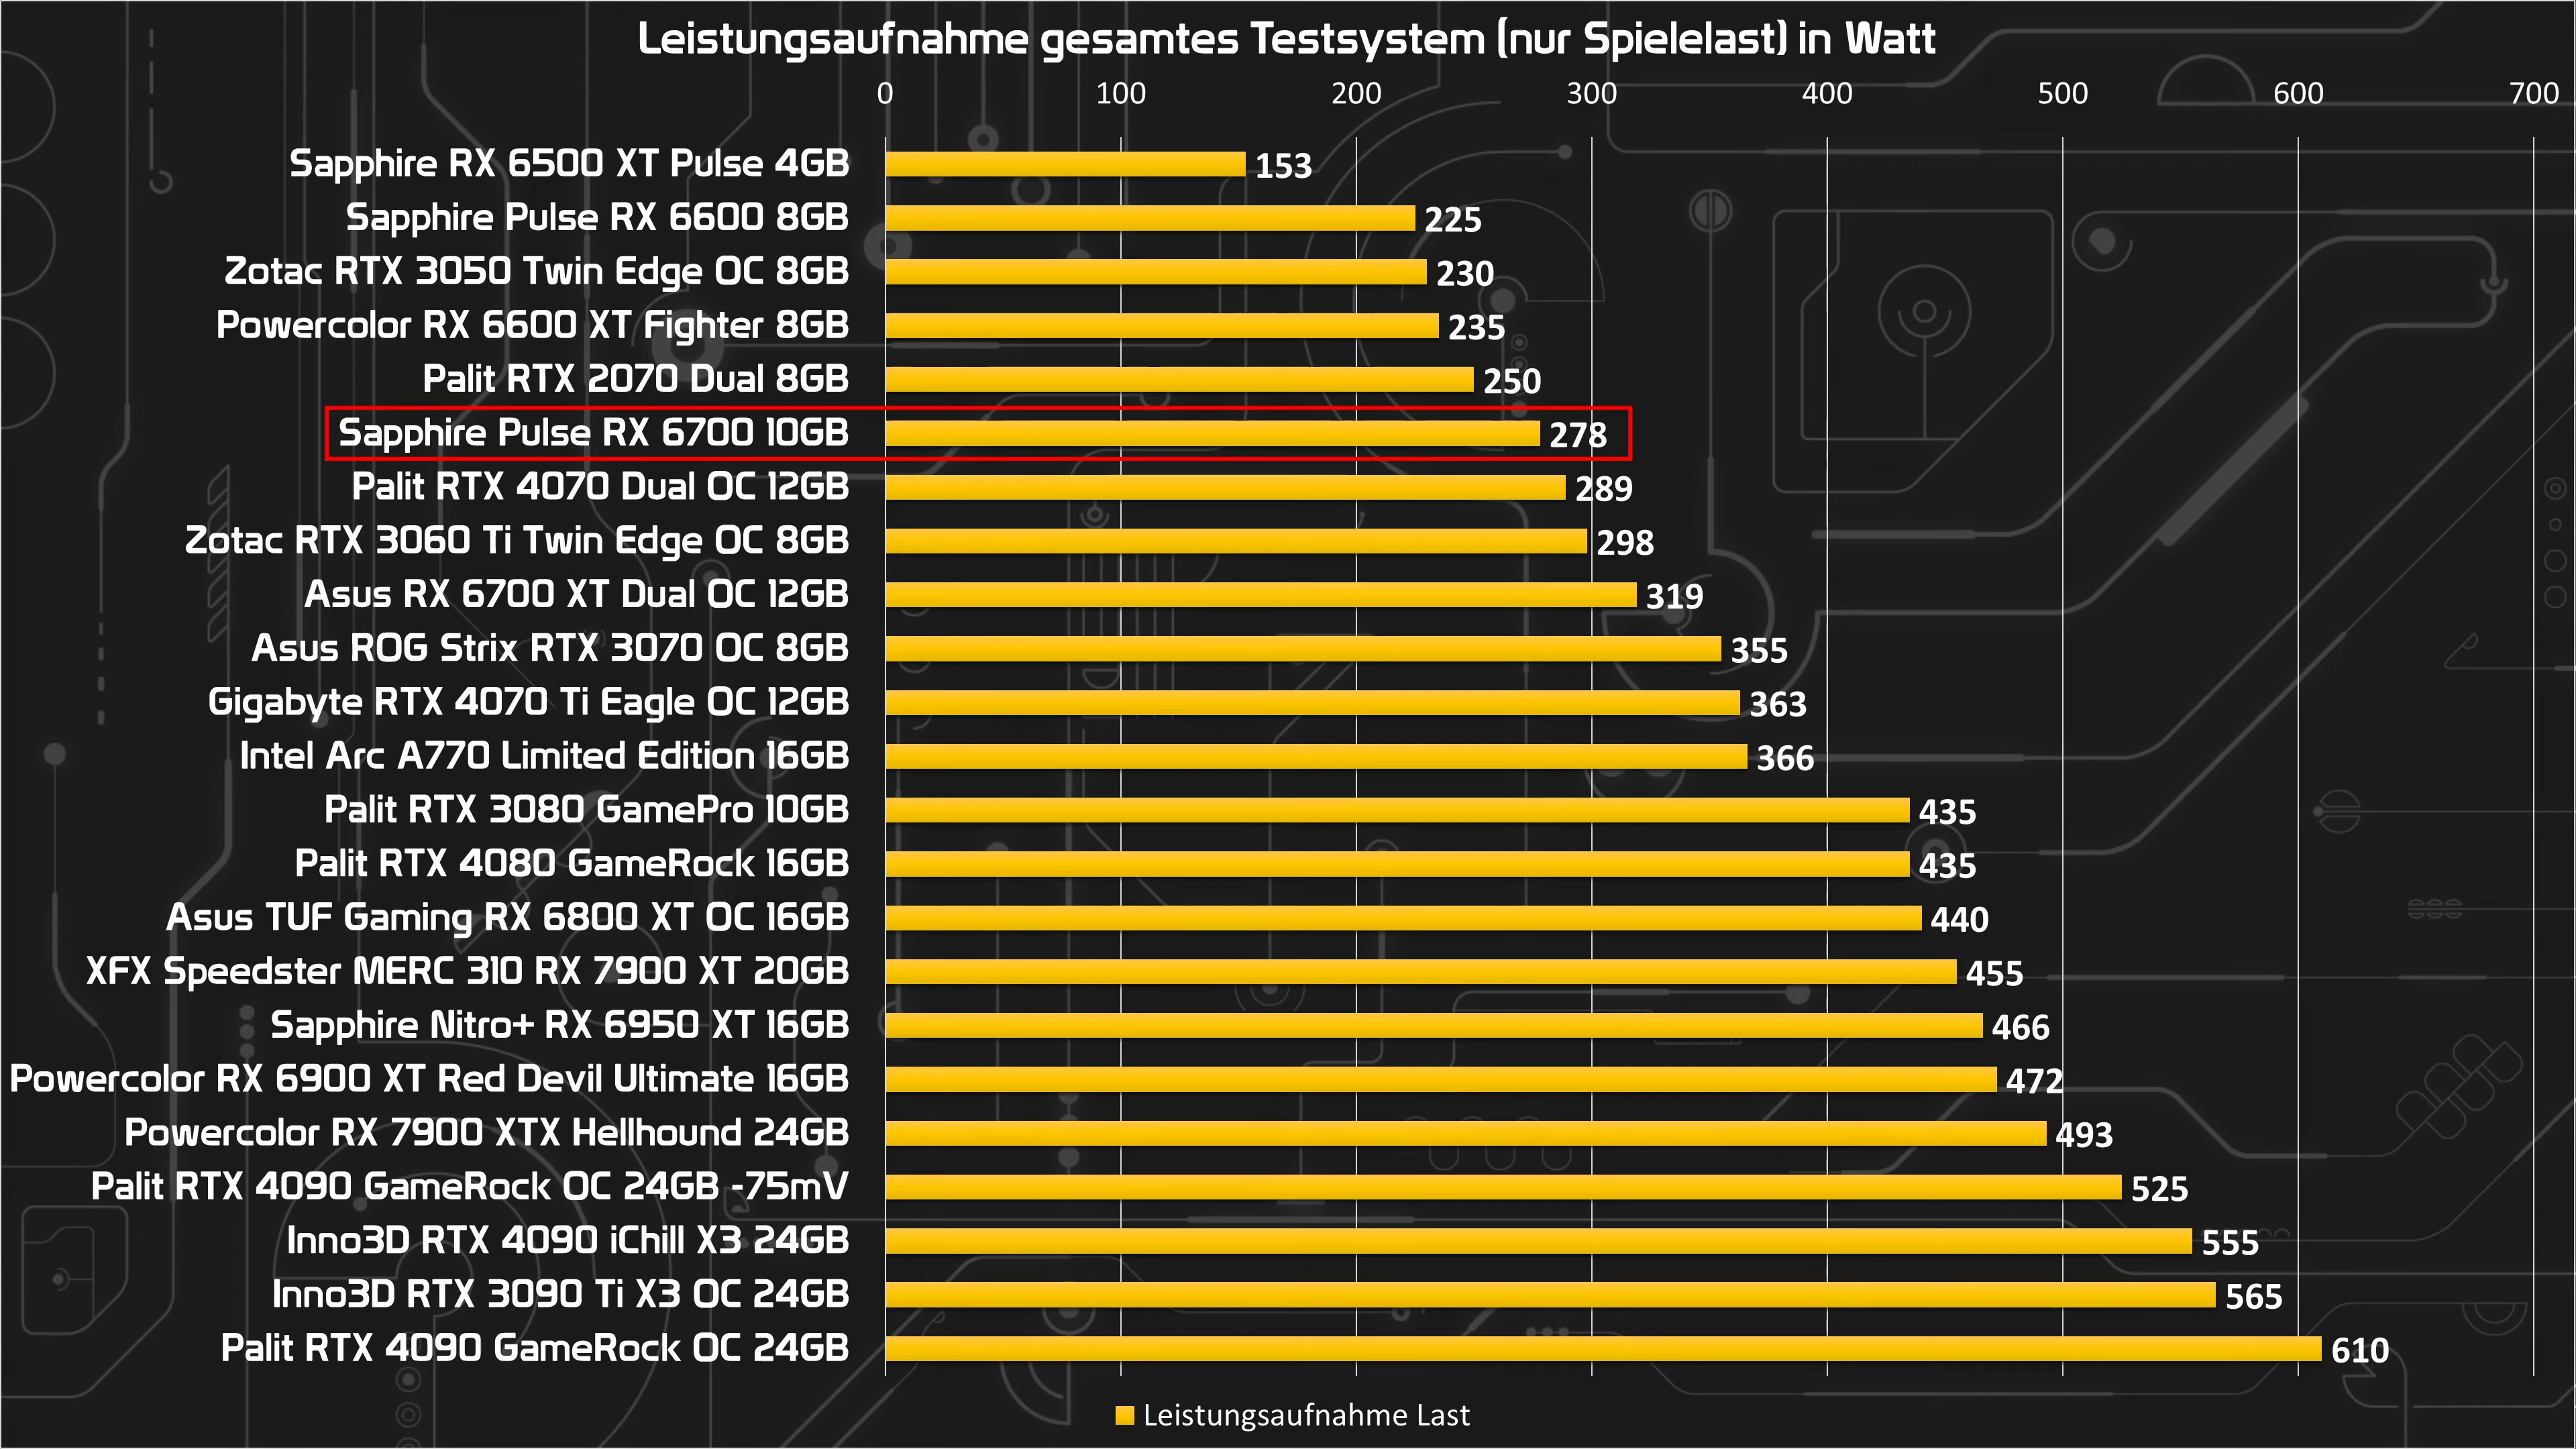 Leistungsaufnahme gesamtes Testsystem (nur Spielelast) in Watt
0 100 200 300 400 500 600 700
Sapphire RX 6500 XT Pulse 4GB 153
Sapphire Pulse RX 6600 8GB 225
Zotac RTX 3050 Twin Edge OC 8GB 230
Powercolor RX 6600 XT Fighter 8GB 235
Palit RTX 2070 Dual 8GB 250
Sapphire Pulse RX 6700 10GB 278
Palit RTX 4070 Dual OC 12GB 289
Zotac RTX 3060 Ti Twin Edge OC 8GB 298
Asus RX 6700 XT Dual OC 12GB 319
Asus ROG Strix RTX 3070 OC 8GB 355
Gigabyte RTX 4070 Ti Eagle OC 12GB 363
Intel Arc A770 Limited Edition 16GB 366
Palit RTX 3080 GamePro 10GB 435
Palit RTX 4080 GameRock 16GB 435
Asus TUF Gaming RX 6800 XT OC 16GB 440
XFX Speedster MERC 310 RX 7900 XT 20GB 455
Sapphire Nitro+ RX 6950 XT 16GB 466
Powercolor RX 6900 XT Red Devil Ultimate 16GB 472
Powercolor RX 7900 XTX Hellhound 24GB 493
Palit RTX 4090 GameRock OC 24GB -75mV 525
Inno3D RTX 4090 iChill X3 24GB 555
Inno3D RTX 3090 Ti X3 OC 24GB 565
Palit RTX 4090 GameRock OC 24GB 610
Leistungsaufnahme Last